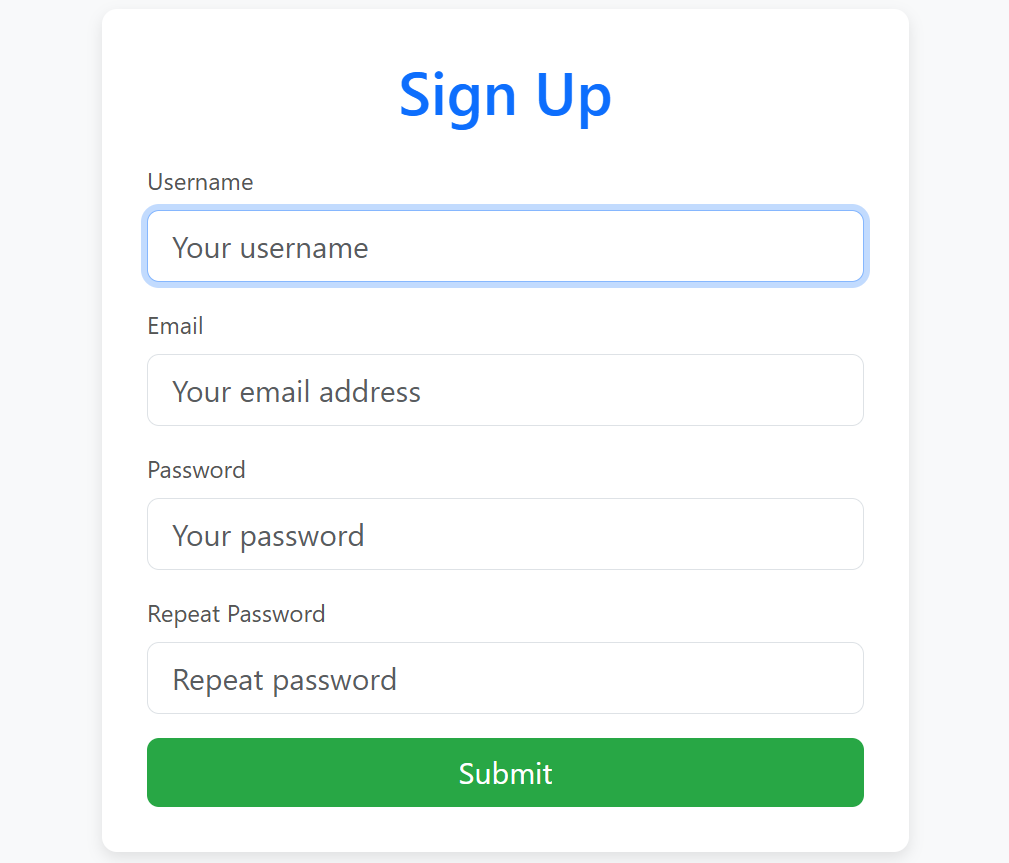 Sign Up
Username
Your username
Email
Your email address
Password
Your password
Repeat Password
Repeat password
Submit